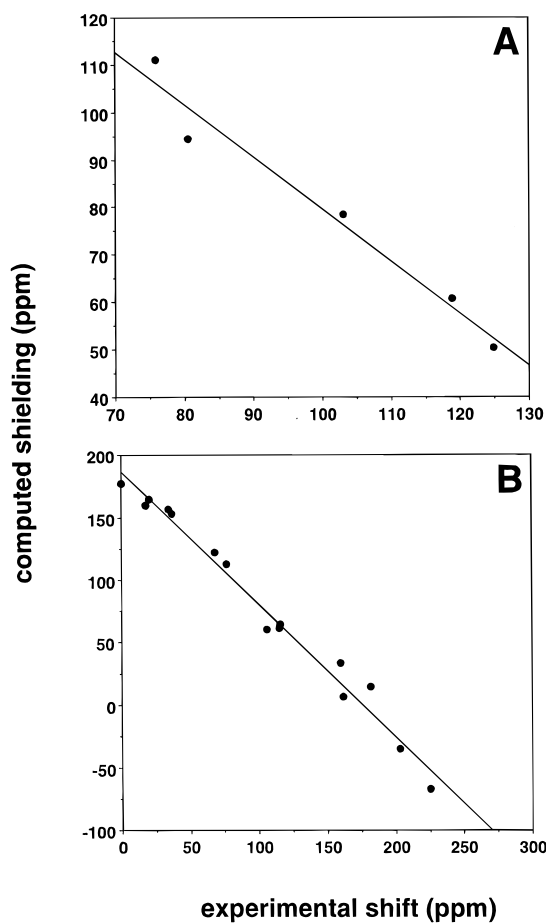 120
A
110
100
90
80
70
60
50
40
70 80 90 100 110 120 130
computed shielding (ppm)
200
B
150
100
50
0
-50
-100
0 50 100 150 200 250 300
experimental shift (ppm)